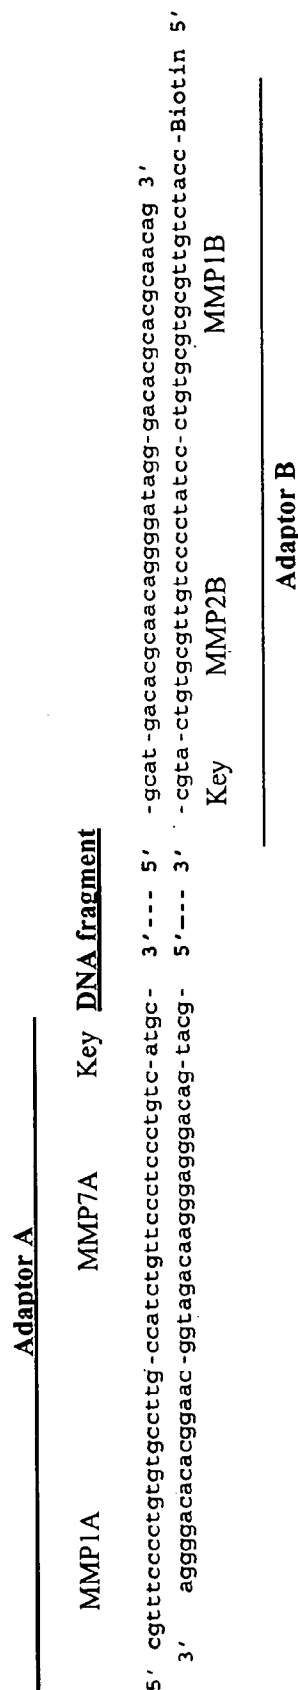 Adaptor A
MMP1A MMP7A Key DNA fragment
5' cgtttcccctgtgtgccttg-ccatctgttccctccctgtc-atgc- 3'--- 5' -gcat-gacacgcaacaggggatagg-gacacgcacgcaacag 3'
3' aggggacacacggaac-ggtagacaagggagggacag-tacg- 5'--- 3' -cgta-ctgtgcgttgtcccctatcc-ctgtgcgtgcgttgtctacc-Biotin 5'
Key MMP2B MMP1B
Adaptor B